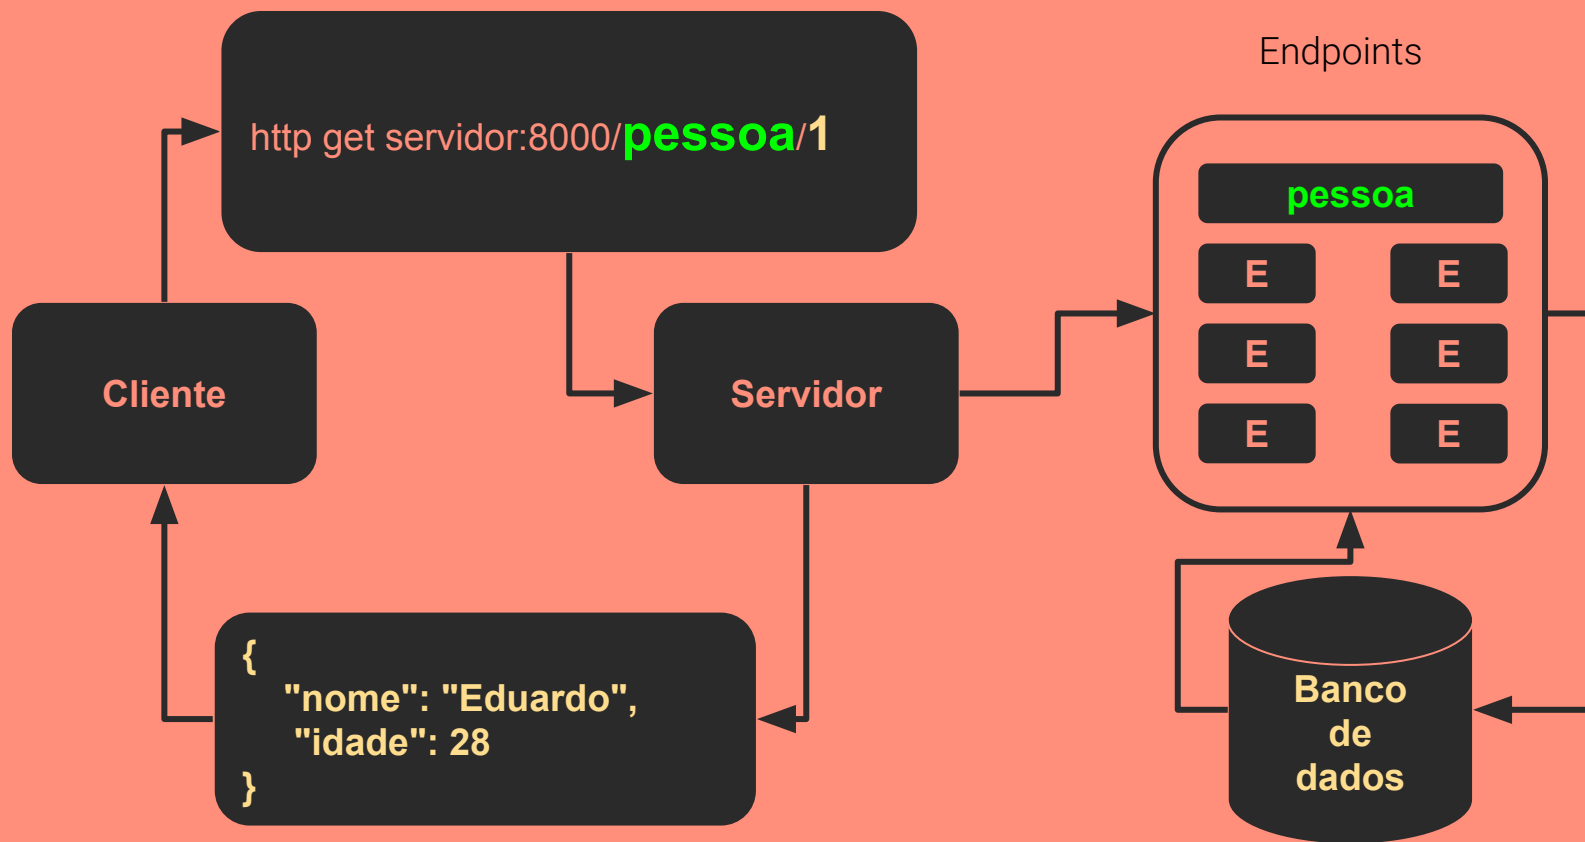 Endpoints
http get servidor:8000/pessoa/1
pessoa
E E
E E
E E
Cliente
Servidor
{
"nome": "Eduardo",
"idade": 28
}
Banco
de
dados